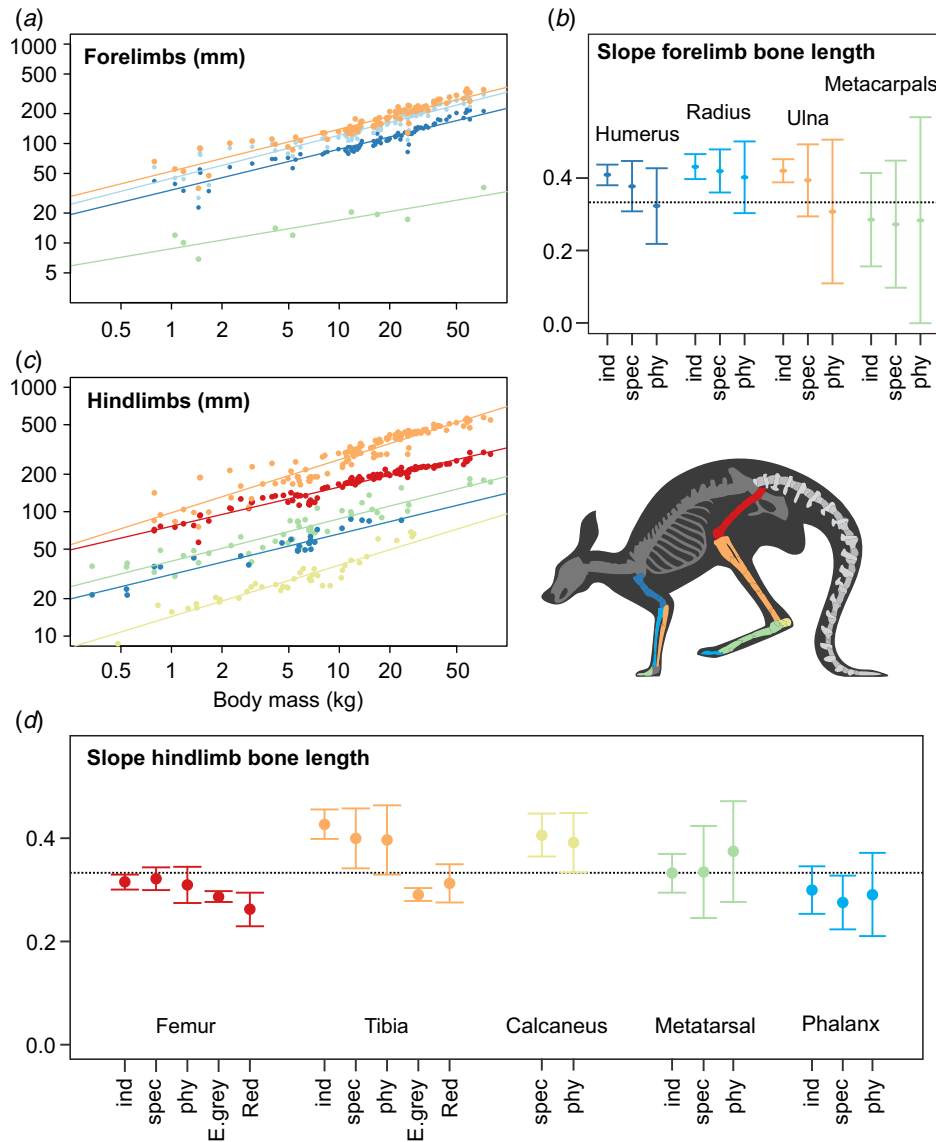 (a)
Forelimbs (mm)
1000
500
200
100
50
20
10
5
0.5 1 2 5 10 20 50
(b)
Slope forelimb bone length
Metacarpals
Radius
Ulna
Humerus
0.4
0.2
0.0
ind spec phy ind spec phy ind spec phy ind spec phy
(c)
Hindlimbs (mm)
1000
500
200
100
50
20
10
0.5 1 2 5 10 20 50
Body mass (kg)
(d)
Slope hindlimb bone length
0.4
0.2
0.0
Femur Tibia Calcaneus Metatarsal Phalanx
ind spec phy E.grey Red ind spec phy E.grey Red spec phy ind spec phy ind spec phy